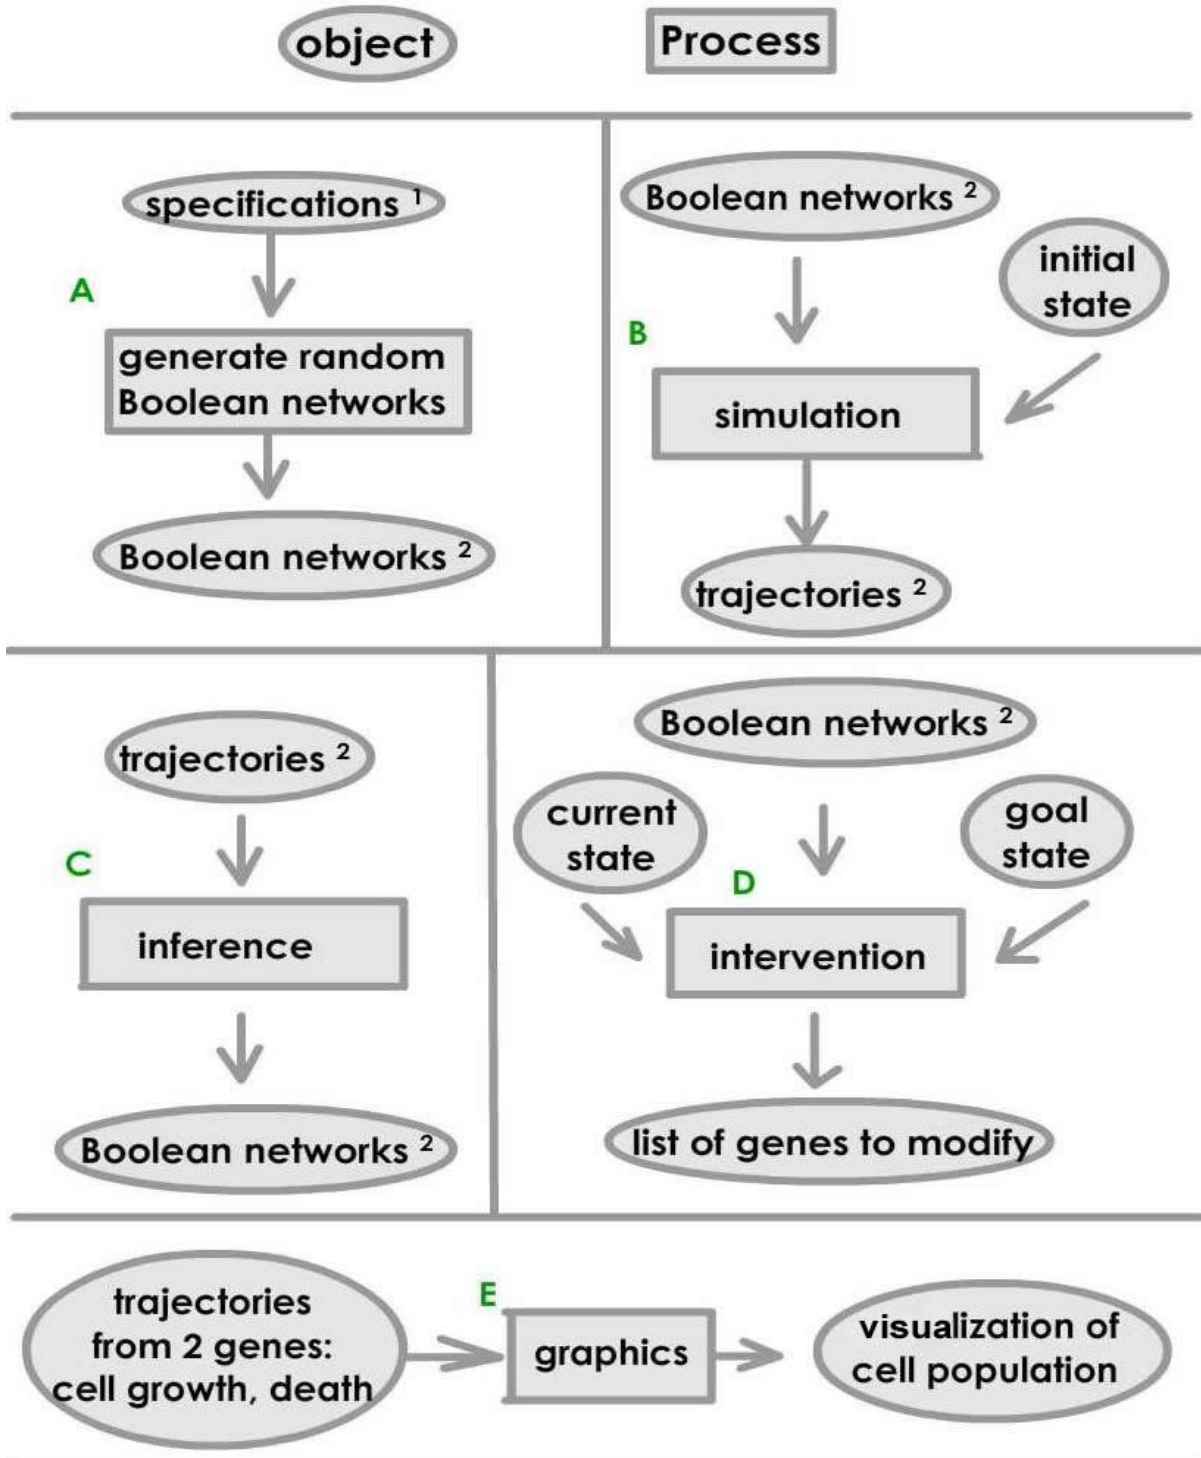 object
Process
specifications ¹
A
generate random
Boolean networks
Boolean networks ²
Boolean networks ²
initial
state
B
simulation
trajectories ²
trajectories ²
C
inference
Boolean networks ²
Boolean networks ²
current
state
goal
state
D
intervention
list of genes to modify
trajectories
from 2 genes:
cell growth, death
E
graphics
visualization of
cell population